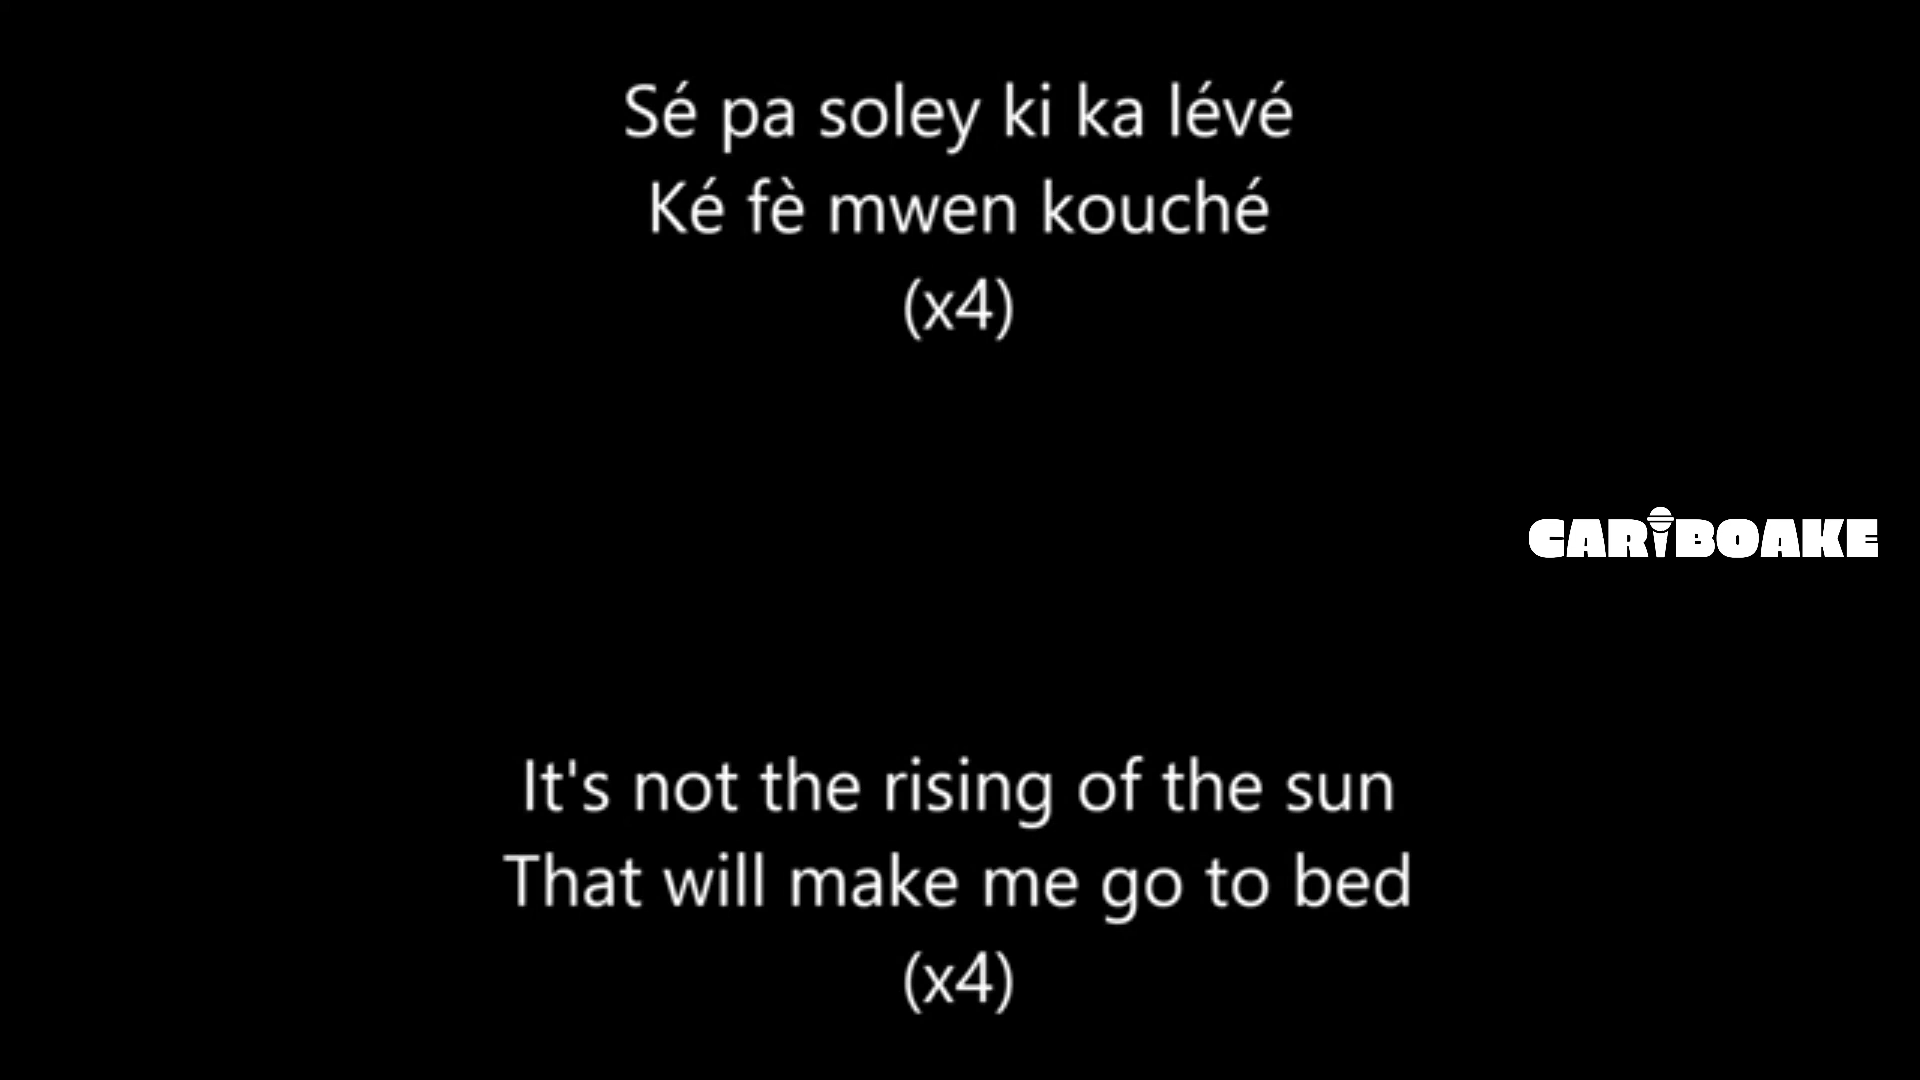 Sé pa soley ki ka lévé
Ké fè mwen kouché
(x4)
CARIBOAKE
It's not the rising of the sun
That will make me go to bed
(x4)